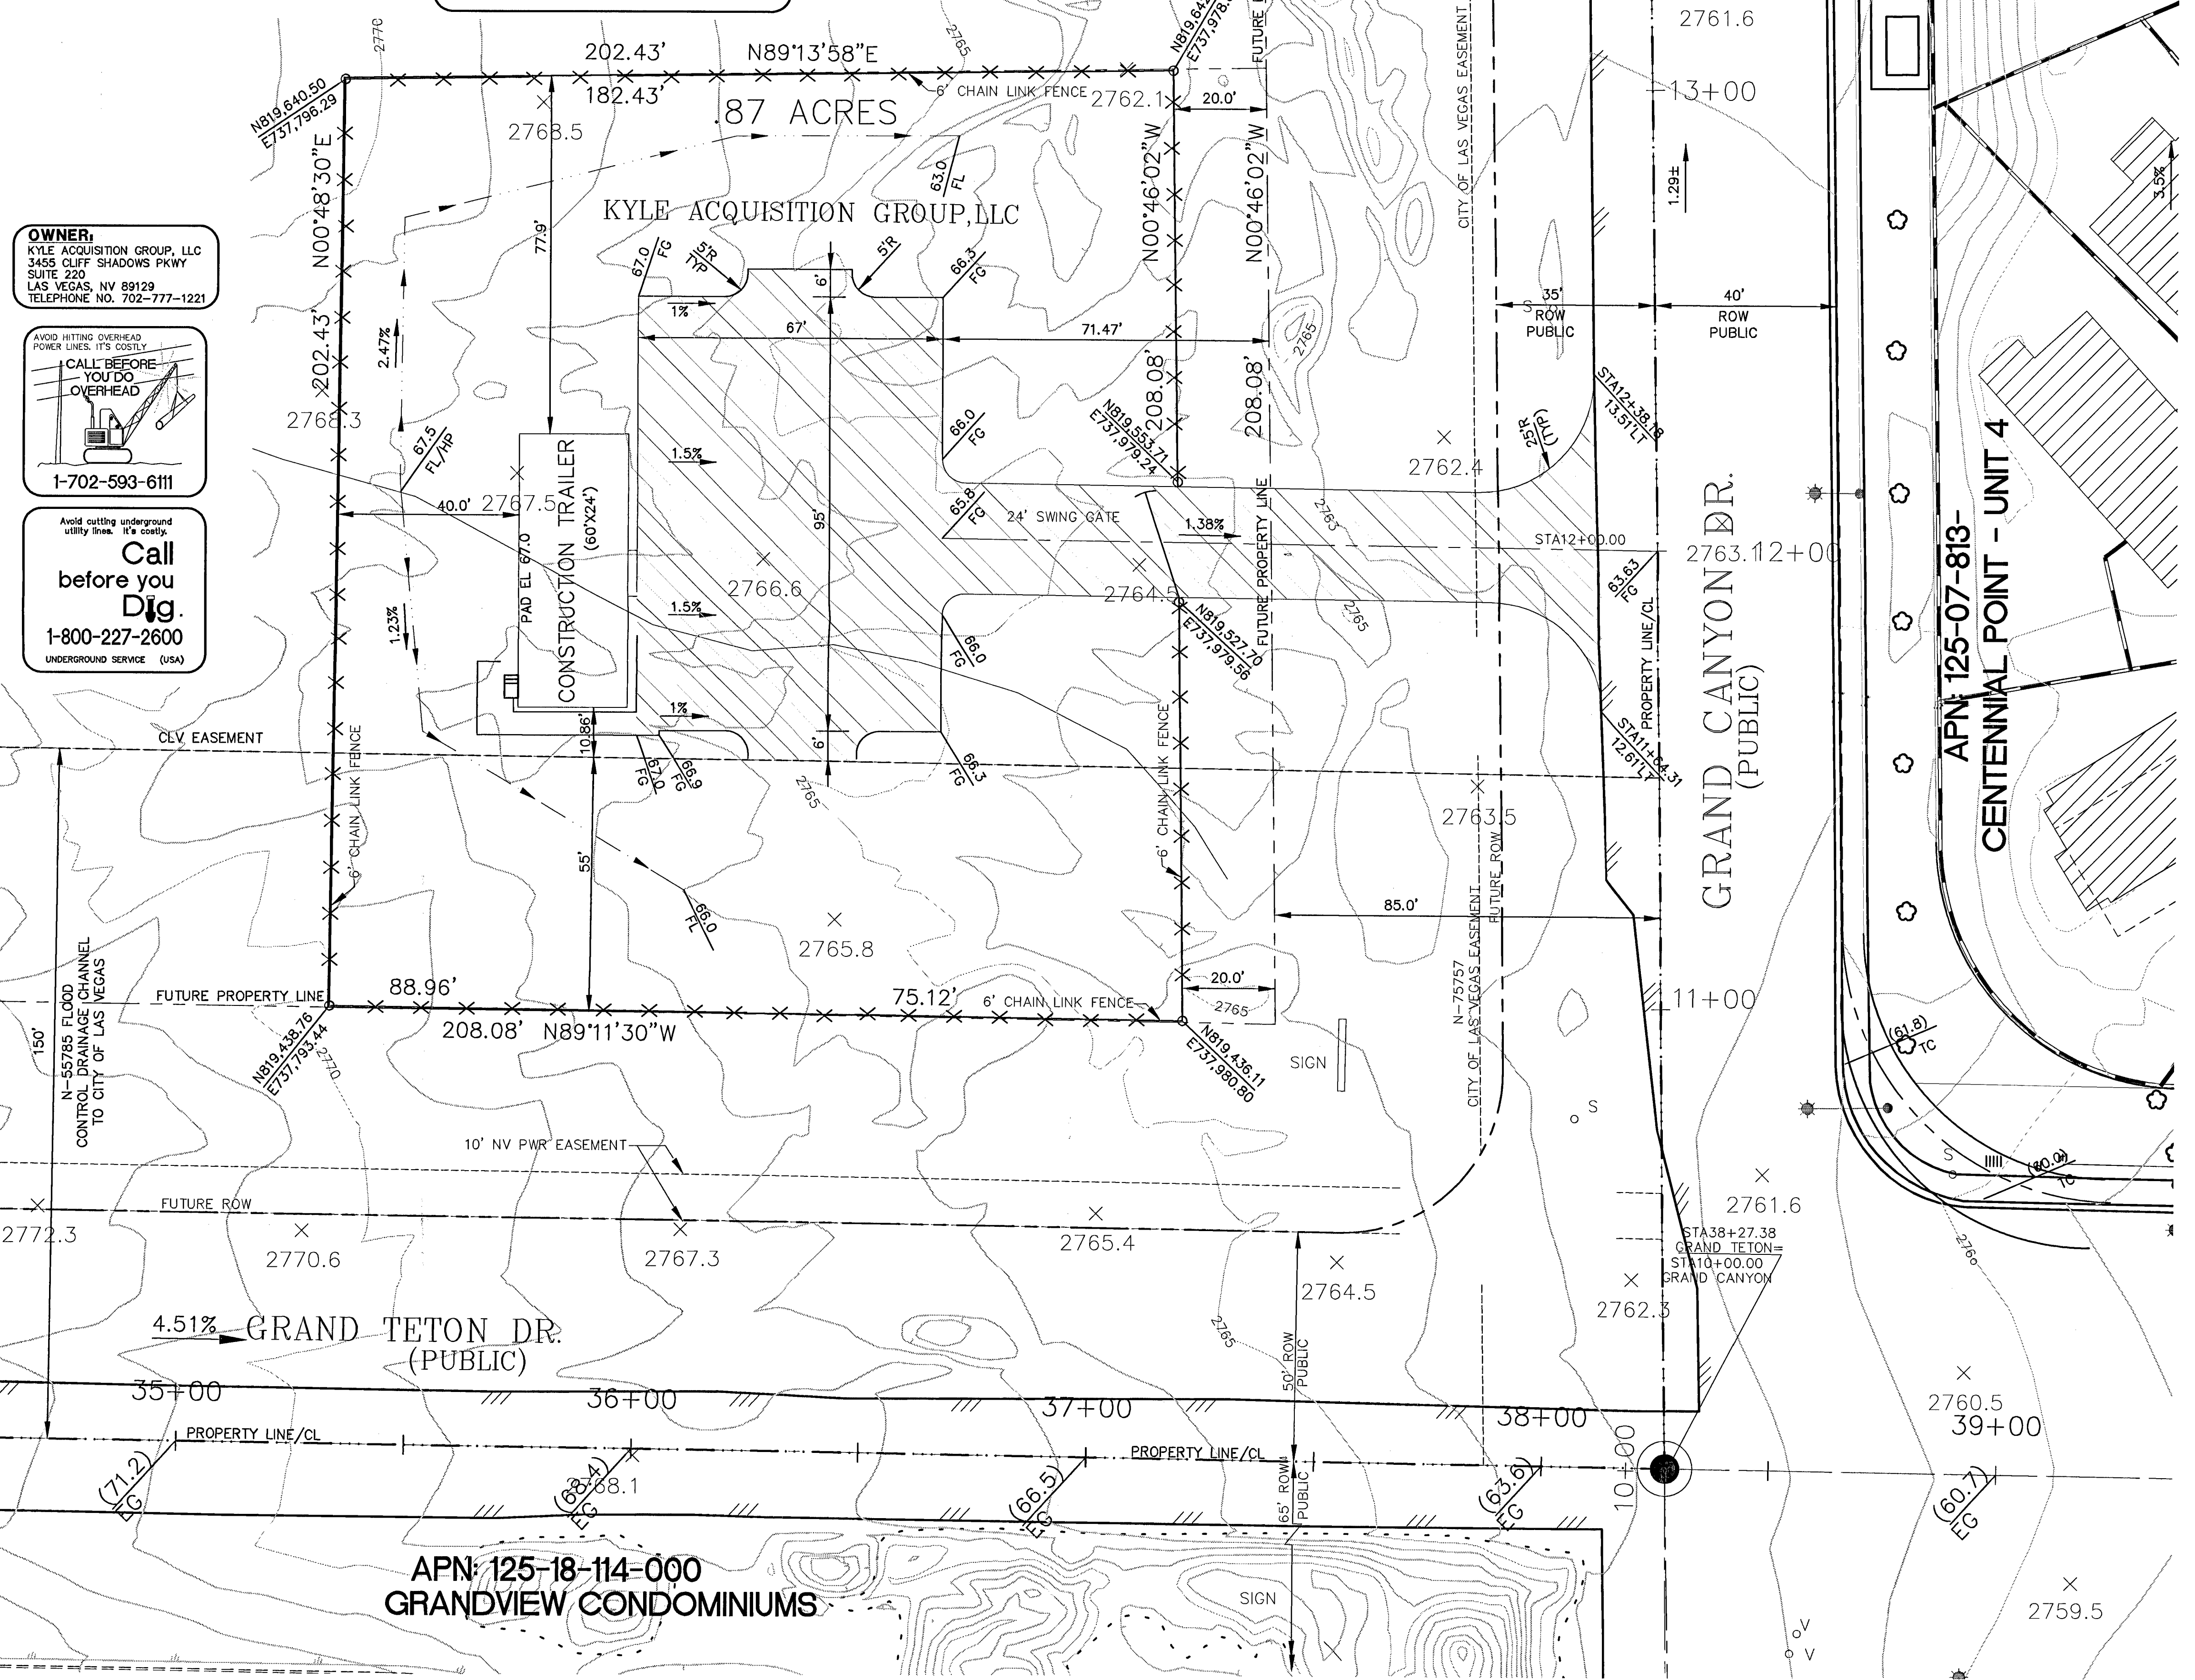 202.43'
N89°13'58"E
182.43'
6' CHAIN LINK FENCE
.87 ACRES
2768.5
2762.1
20.0'
2770
2765
N819,640.50
E737,796.29
N00°48'30"E
202.43'
2.47%
77.9'
63.0
FL
KYLE ACQUISITION GROUP,LLC
N00°46'02"W
208.08'
N00°46'02"W
208.08'
CITY OF LAS VEGAS EASEMENT
2761.6
13+00
1.29±
3.5%
OWNER:
KYLE ACQUISITION GROUP, LLC
3455 CLIFF SHADOWS PKWY
SUITE 220
LAS VEGAS, NV 89129
TELEPHONE NO. 702-777-1221
AVOID HITTING OVERHEAD
POWER LINES. IT'S COSTLY
CALL BEFORE
YOU DO
OVERHEAD
1-702-593-6111
Avoid cutting underground
utility lines. It's costly.
Call
before you
Dig.
1-800-227-2600
UNDERGROUND SERVICE (USA)
67.0
FG
5'R
TYP
6'
5'R
66.3
FG
1%
67'
71.47'
2765
35'
ROW
PUBLIC
S
40'
ROW
PUBLIC
2768.3
67.5
FL/HP
40.0'
2767.5
PAD EL 67.0
CONSTRUCTION TRAILER
(60'X24')
1.5%
95'
66.0
FG
65.8
FG
24' SWING GATE
N819,553.71
E737,979.24
1.38%
FUTURE PROPERTY LINE
2763
2762.4
25'R
(TYP)
STA12+38.18
13.51'LT
STA12+00.00
2763.1
12+00
63.63
FG
PROPERTY LINE/CL
GRAND CANYON DR.
(PUBLIC)
APN: 125-07-813-
CENTENNIAL POINT - UNIT 4
1.23%
2766.6
1.5%
2764.5
N819,527.70
E737,979.56
2765
66.0
FG
1%
10.86'
6'
67.0
FG
66.9
FG
66.3
FG
CLV EASEMENT
6' CHAIN LINK FENCE
6' CHAIN LINK FENCE
2765
STA11+64.31
12.61'LT
2763.5
FUTURE ROW
55'
66.0
FL
2765.8
85.0'
150'
N-55785 FLOOD
CONTROL DRAINAGE CHANNEL
TO CITY OF LAS VEGAS
FUTURE PROPERTY LINE
88.96'
75.12'
6' CHAIN LINK FENCE
208.08'
N89°11'30"W
20.0'
2765
N819,438.76
E737,793.44
2770
N819,436.11
E737,980.80
SIGN
N-75757
CITY OF LAS VEGAS EASEMENT
11+00
(61.8)
TC
S
S
TC
10' NV PWR EASEMENT
FUTURE ROW
2772.3
2770.6
2767.3
2765.4
2764.5
2761.6
2762.3
STA38+27.38
GRAND TETON=
STA10+00.00
GRAND CANYON
2760
4.51%
GRAND TETON DR.
(PUBLIC)
2765
50' ROW
PUBLIC
2760.5
35+00
36+00
37+00
38+00
39+00
PROPERTY LINE/CL
PROPERTY LINE/CL
10+00
(71.2)
EG
(68.4)
EG
2768.1
(66.5)
EG
65' ROW
PUBLIC
(63.6)
EG
(60.7)
EG
APN: 125-18-114-000
GRANDVIEW CONDOMINIUMS
SIGN
2759.5
V
V